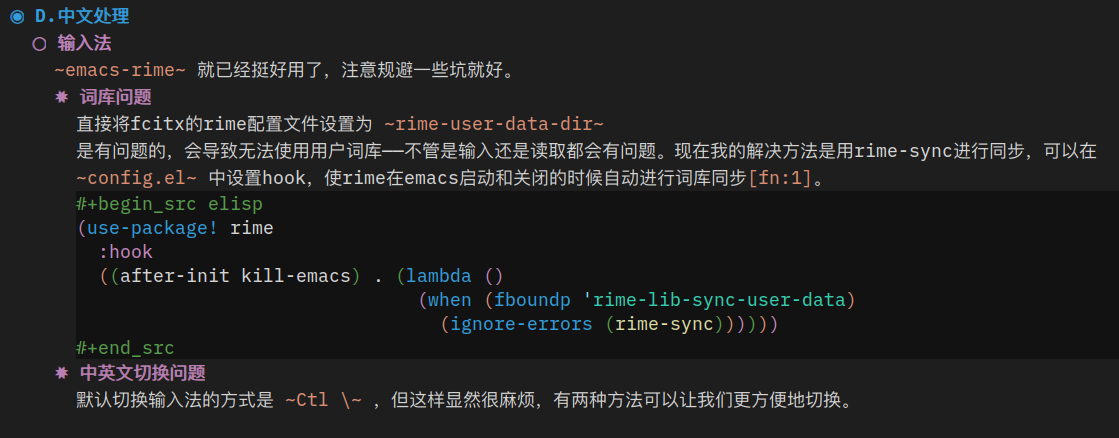 ◉ D.中文处理
○ 输入法
~emacs-rime~ 就已经挺好用了，注意规避一些坑就好。
✸ 词库问题
直接将fcitx的rime配置文件设置为 ~rime-user-data-dir~
是有问题的，会导致无法使用用户词库——不管是输入还是读取都会有问题。现在我的解决方法是用rime-sync进行同步，可以在
~config.el~ 中设置hook，使rime在emacs启动和关闭的时候自动进行词库同步[fn:1]。
#+begin_src elisp
(use-package! rime
  :hook
  ((after-init kill-emacs) . (lambda ()
                               (when (fboundp 'rime-lib-sync-user-data)
                                 (ignore-errors (rime-sync))))))
#+end_src
✸ 中英文切换问题
默认切换输入法的方式是 ~Ctl \~ ，但这样显然很麻烦，有两种方法可以让我们更方便地切换。